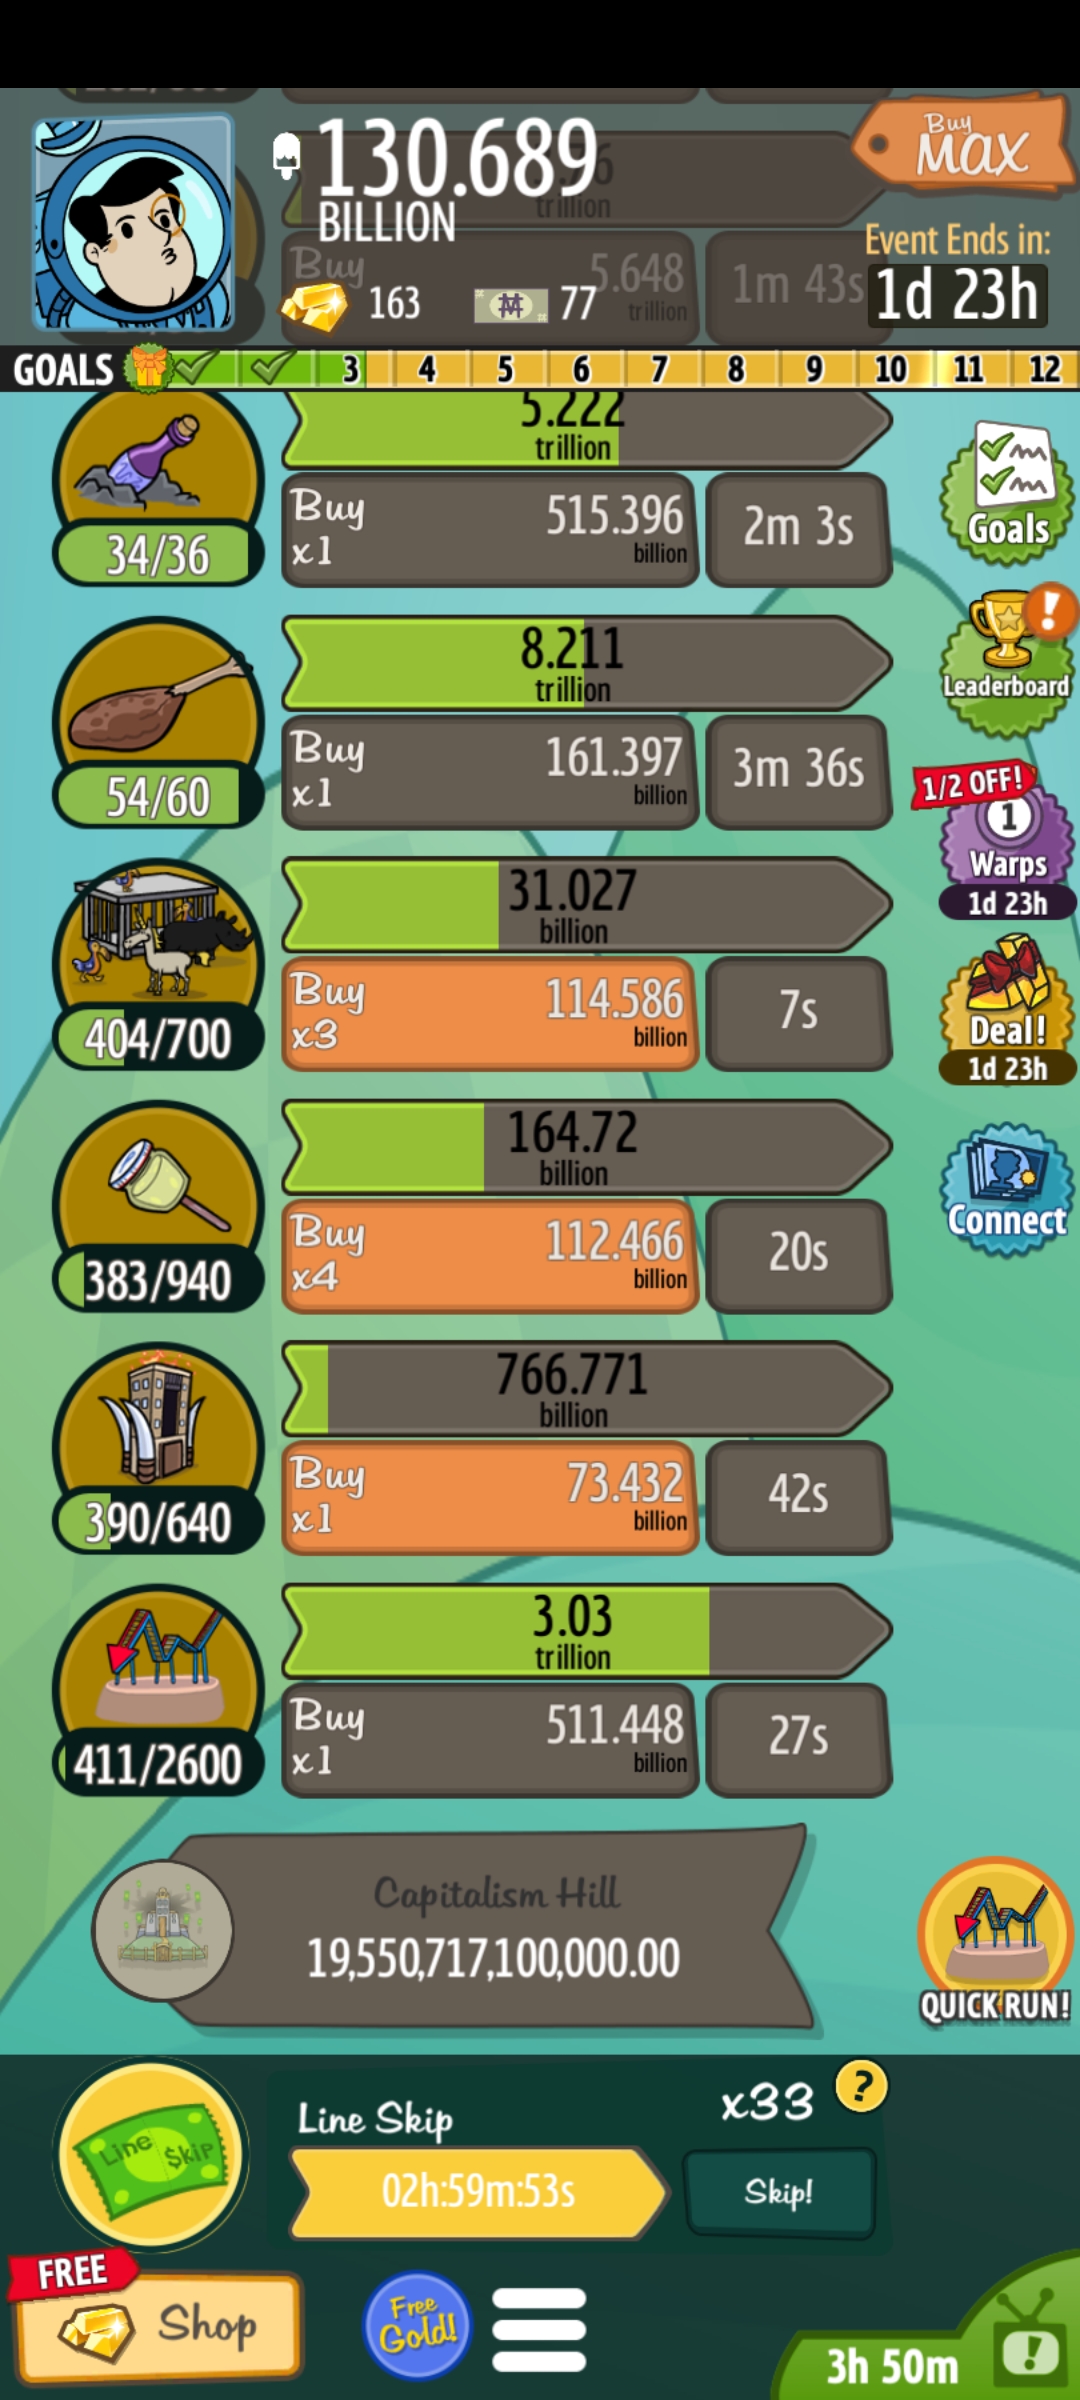 130.689
BILLION
Buy
MAX
trillion
Buy
5.648
trillion
1m 43s
163
77
Event Ends in:
1d 23h
GOALS 3 4 5 6 7 8 9 10 11 12
5.222
trillion
34/36
Buy
x1
515.396
billion
2m 3s
Goals
8.211
trillion
54/60
Buy
x1
161.397
billion
3m 36s
Leaderboard
1/2 OFF!
1
Warps
1d 23h
31.027
billion
404/700
Buy
x3
114.586
billion
7s
Deal!
1d 23h
164.72
billion
383/940
Buy
x4
112.466
billion
20s
Connect
766.771
billion
390/640
Buy
x1
73.432
billion
42s
3.03
trillion
411/2600
Buy
x1
511.448
billion
27s
Capitalism Hill
19,550,717,100,000.00
QUICK RUN!
Line $kip
Line Skip
x33
?
02h:59m:53s
Skip!
FREE
Shop
Free
Gold!
3h 50m